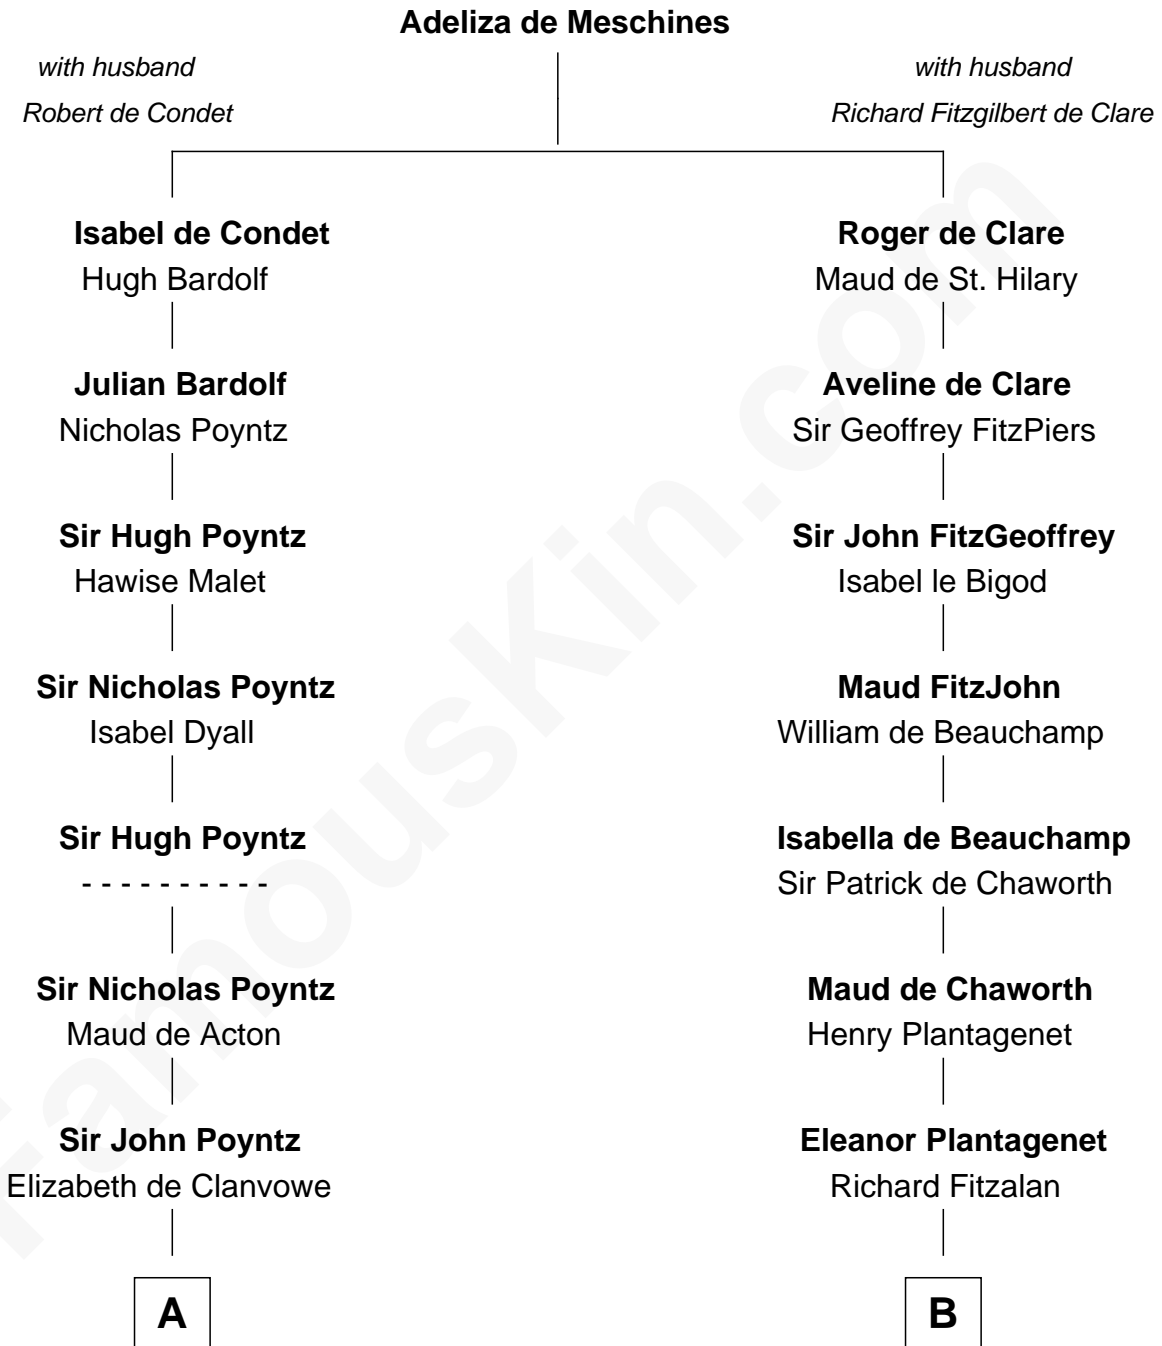 Adeliza de Meschines
with husband
Robert de Condet
with husband
Richard Fitzgilbert de Clare
Isabel de Condet
Hugh Bardolf
Roger de Clare
Maud de St. Hilary
Julian Bardolf
Nicholas Poyntz
Aveline de Clare
Sir Geoffrey FitzPiers
Sir Hugh Poyntz
Hawise Malet
Sir John FitzGeoffrey
Isabel le Bigod
Sir Nicholas Poyntz
Isabel Dyall
Maud FitzJohn
William de Beauchamp
Sir Hugh Poyntz
- - - - - - - - - -
Isabella de Beauchamp
Sir Patrick de Chaworth
Sir Nicholas Poyntz
Maud de Acton
Maud de Chaworth
Henry Plantagenet
Sir John Poyntz
Elizabeth de Clanvowe
Eleanor Plantagenet
Richard Fitzalan
A
B
FamousKin.com